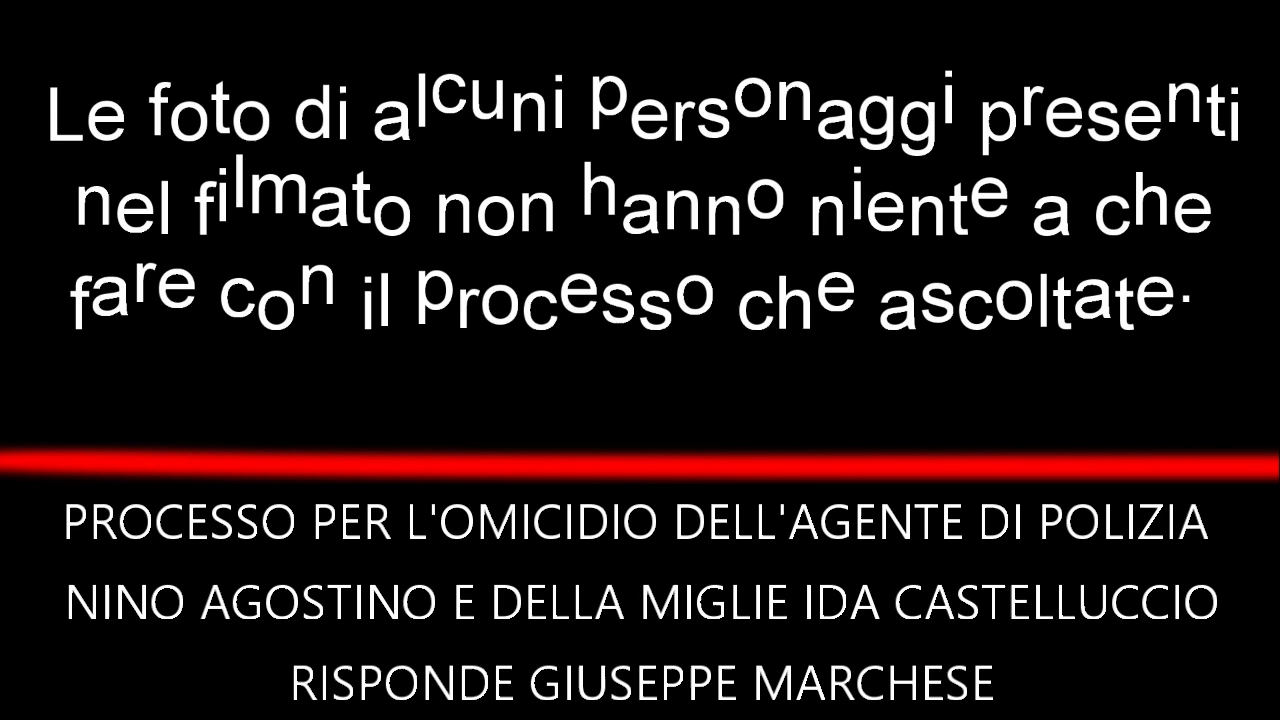 Le foto di alcuni personaggi presenti
nel filmato non hanno niente a che
fare con il processo che ascoltate.
PROCESSO PER L'OMICIDIO DELL'AGENTE DI POLIZIA
NINO AGOSTINO E DELLA MIGLIE IDA CASTELLUCCIO
RISPONDE GIUSEPPE MARCHESE